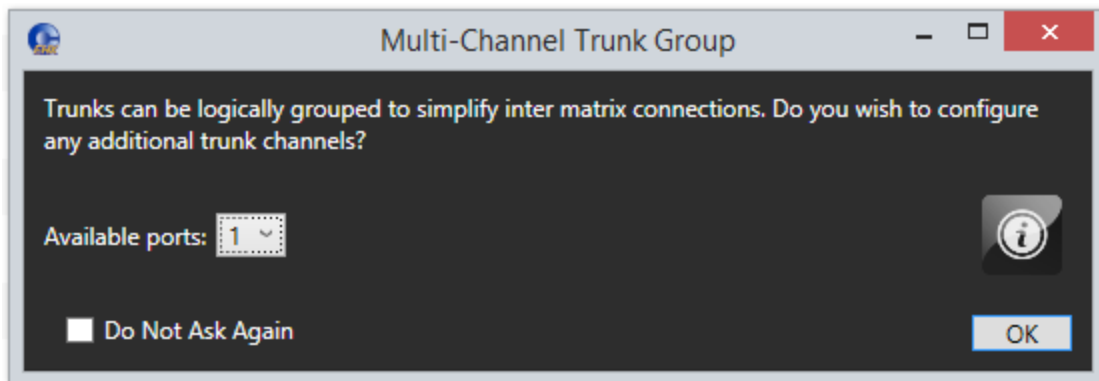 Multi-Channel Trunk Group
Trunks can be logically grouped to simplify inter matrix connections. Do you wish to configure
any additional trunk channels?
Available ports: 1
Do Not Ask Again
OK